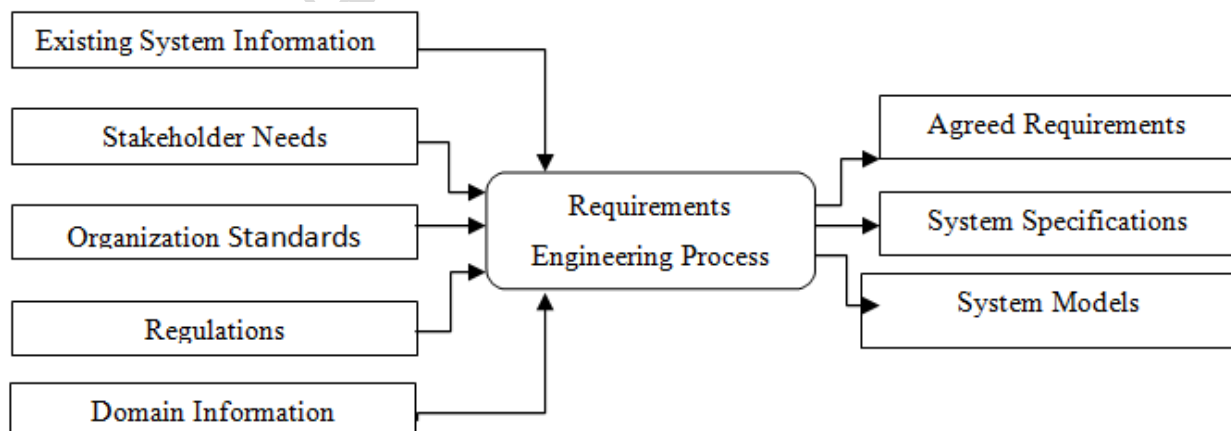 Existing System Information
Stakeholder Needs
Organization Standards
Regulations
Domain Information
Requirements
Engineering Process
Agreed Requirements
System Specifications
System Models